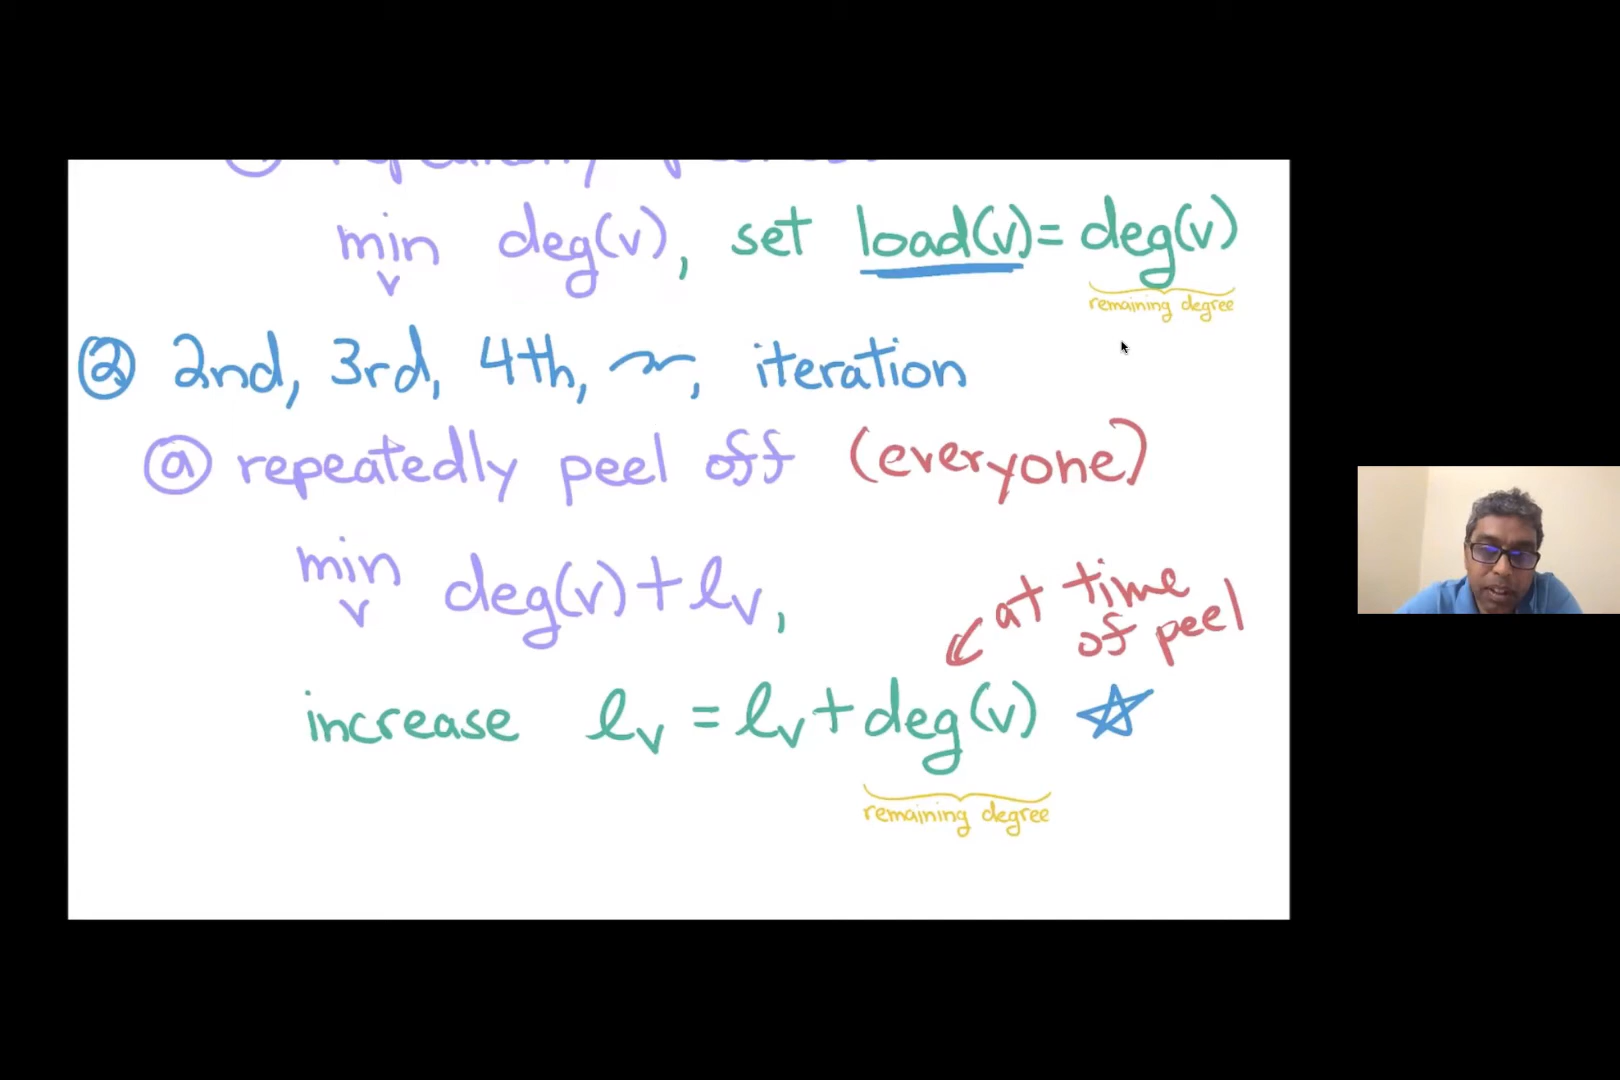 min deg(v), set load(v) = deg(v)
v
remaining degree
② 2nd, 3rd, 4th, ~, iteration
ⓐ repeatedly peel off (everyone)
min deg(v) + lv,
v
at time
of peel
increase lv = lv + deg(v) ☆
remaining degree